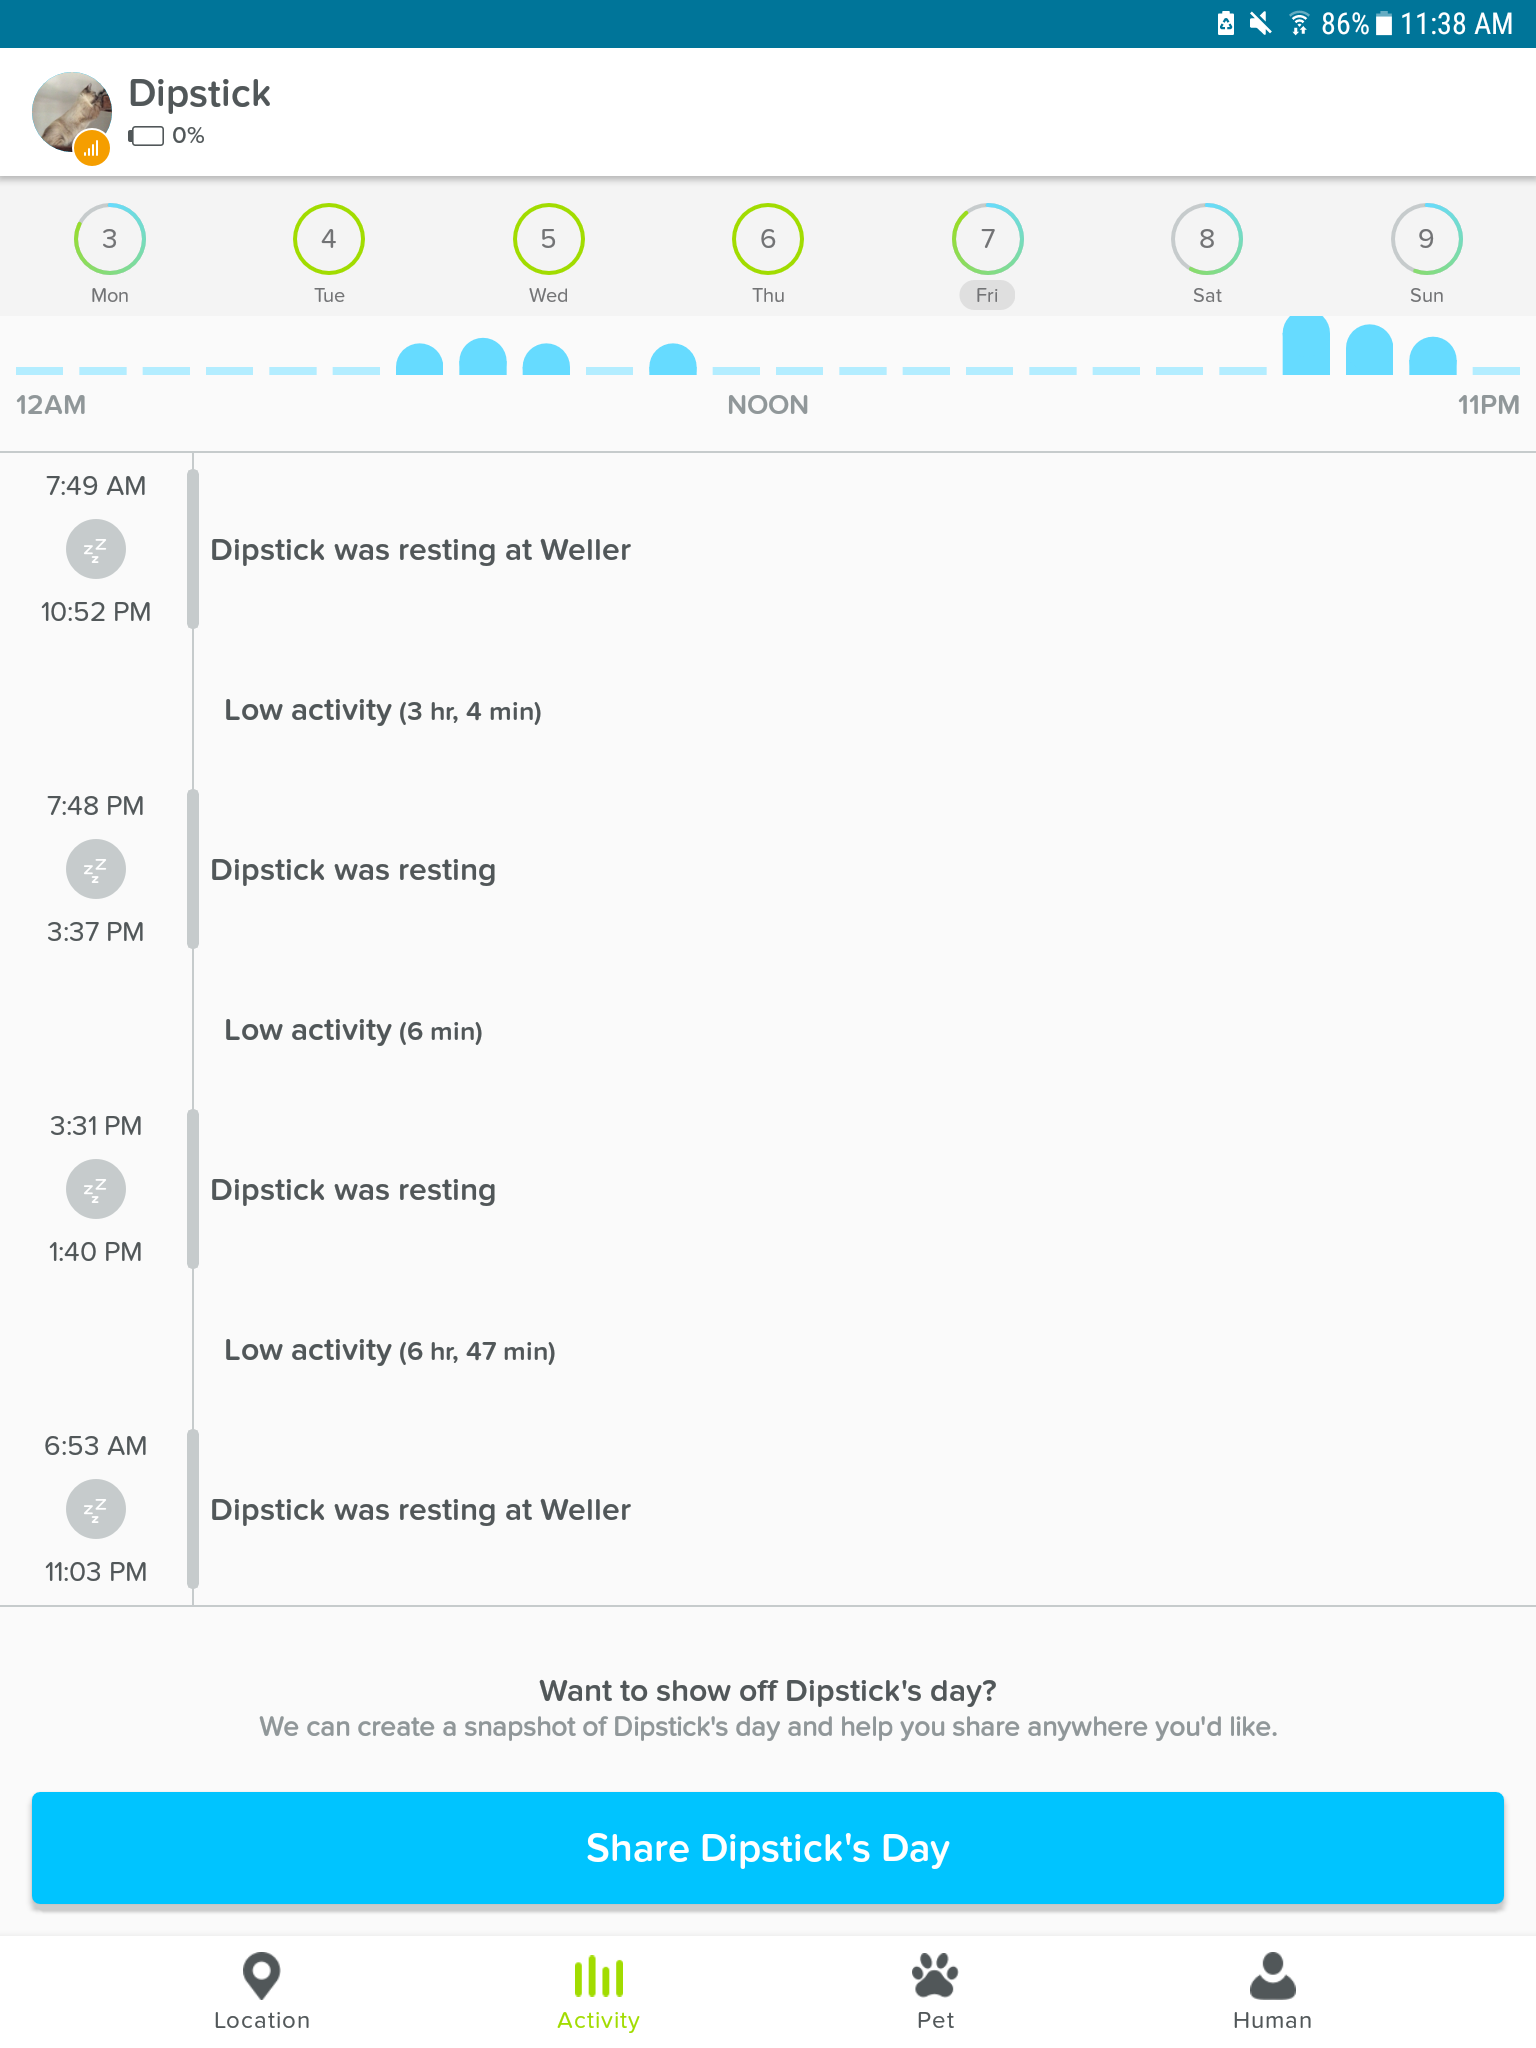 86% 11:38 AM
Dipstick
0%
3 4 5 6 7 8 9
Mon Tue Wed Thu Fri Sat Sun
12AM NOON 11PM
7:49 AM
zzz
Dipstick was resting at Weller
10:52 PM
Low activity (3 hr, 4 min)
7:48 PM
zzz
Dipstick was resting
3:37 PM
Low activity (6 min)
3:31 PM
zzz
Dipstick was resting
1:40 PM
Low activity (6 hr, 47 min)
6:53 AM
zzz
Dipstick was resting at Weller
11:03 PM
Want to show off Dipstick's day?
We can create a snapshot of Dipstick's day and help you share anywhere you'd like.
Share Dipstick's Day
Location Activity Pet Human